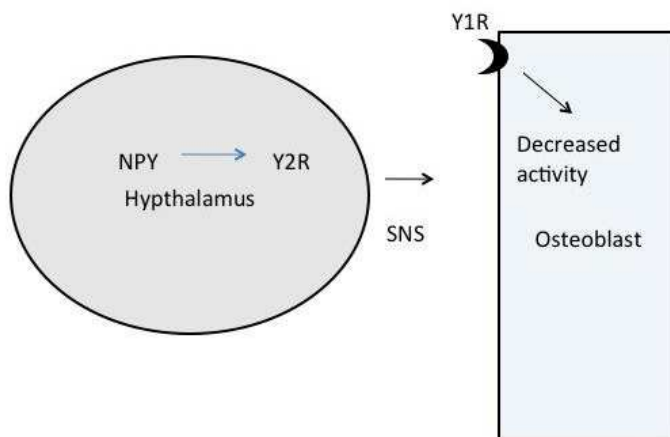 Y1R
NPY
Y2R
Hypthalamus
SNS
Decreased
activity
Osteoblast